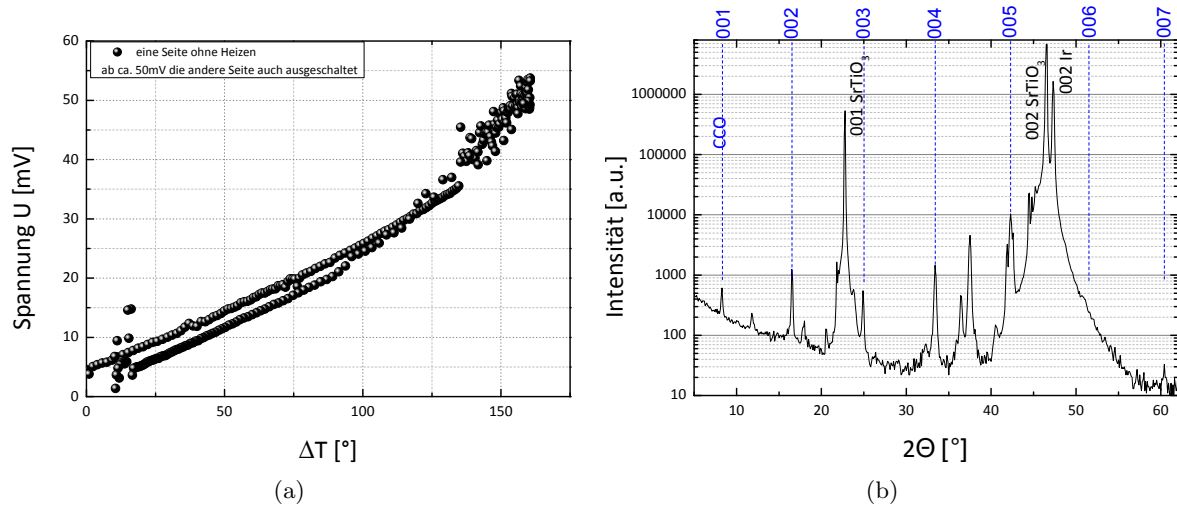 eine Seite ohne Heizen
ab ca. 50mV die andere Seite auch ausgeschaltet
Spannung U [mV]
60
50
40
30
20
10
0
0
50
100
150
ΔT [°]
(a)
001
002
003
004
005
006
007
CCO
001 SrTiO3
002 SrTiO3
002 Ir
Intensität [a.u.]
1000000
100000
10000
1000
100
10
10
20
30
40
50
60
2Θ [°]
(b)